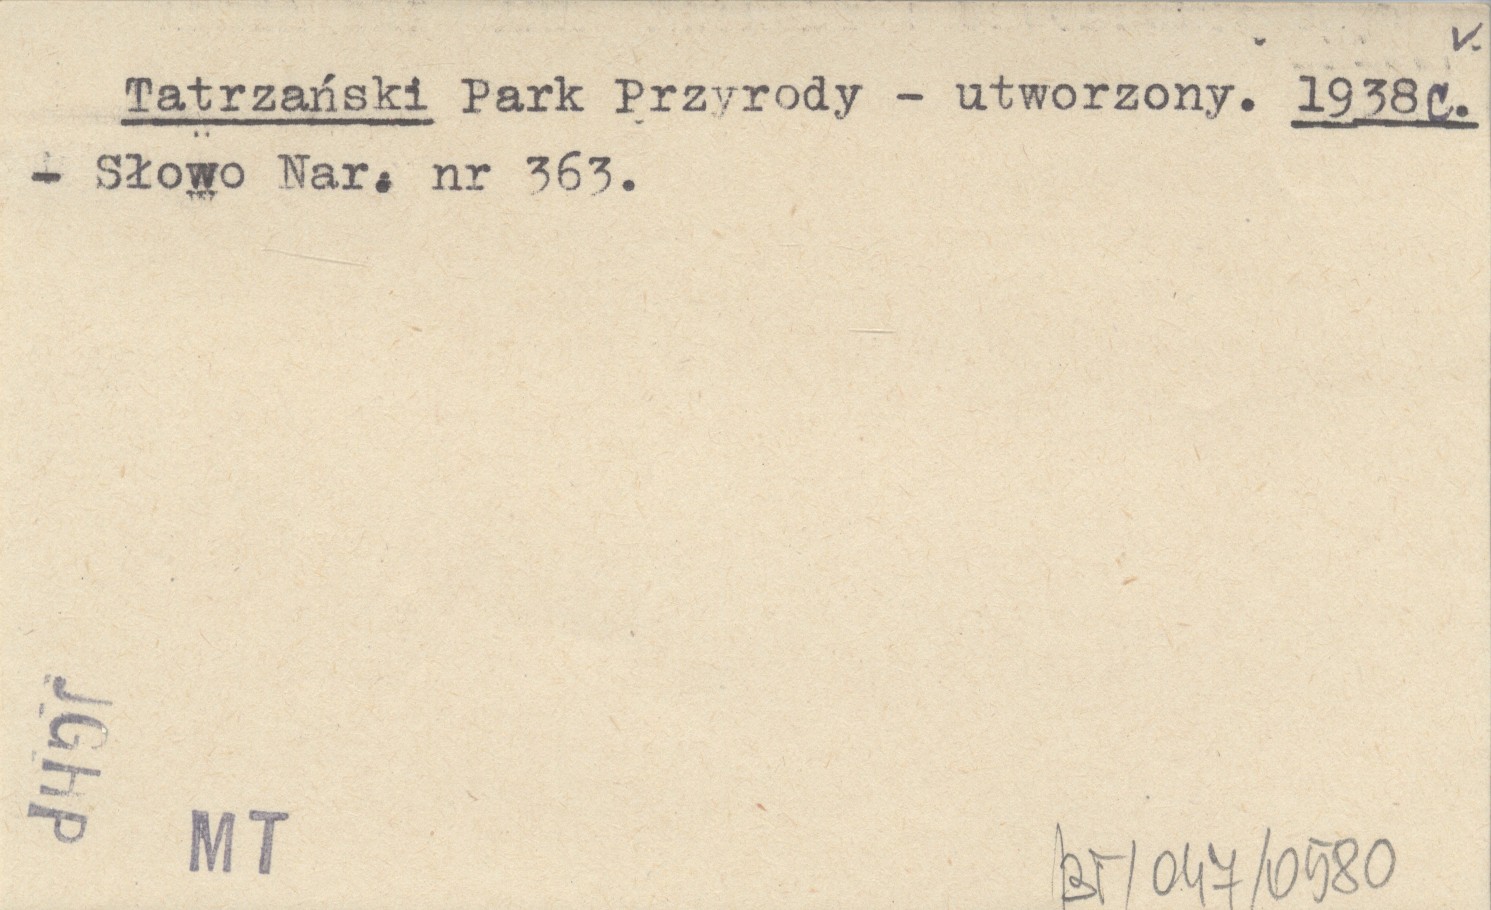 v.
Tatrzański Park Przyrody - utworzony. 1938c.
- Słowo Nar. nr 363.
JGHP
MT
BT/047/0580